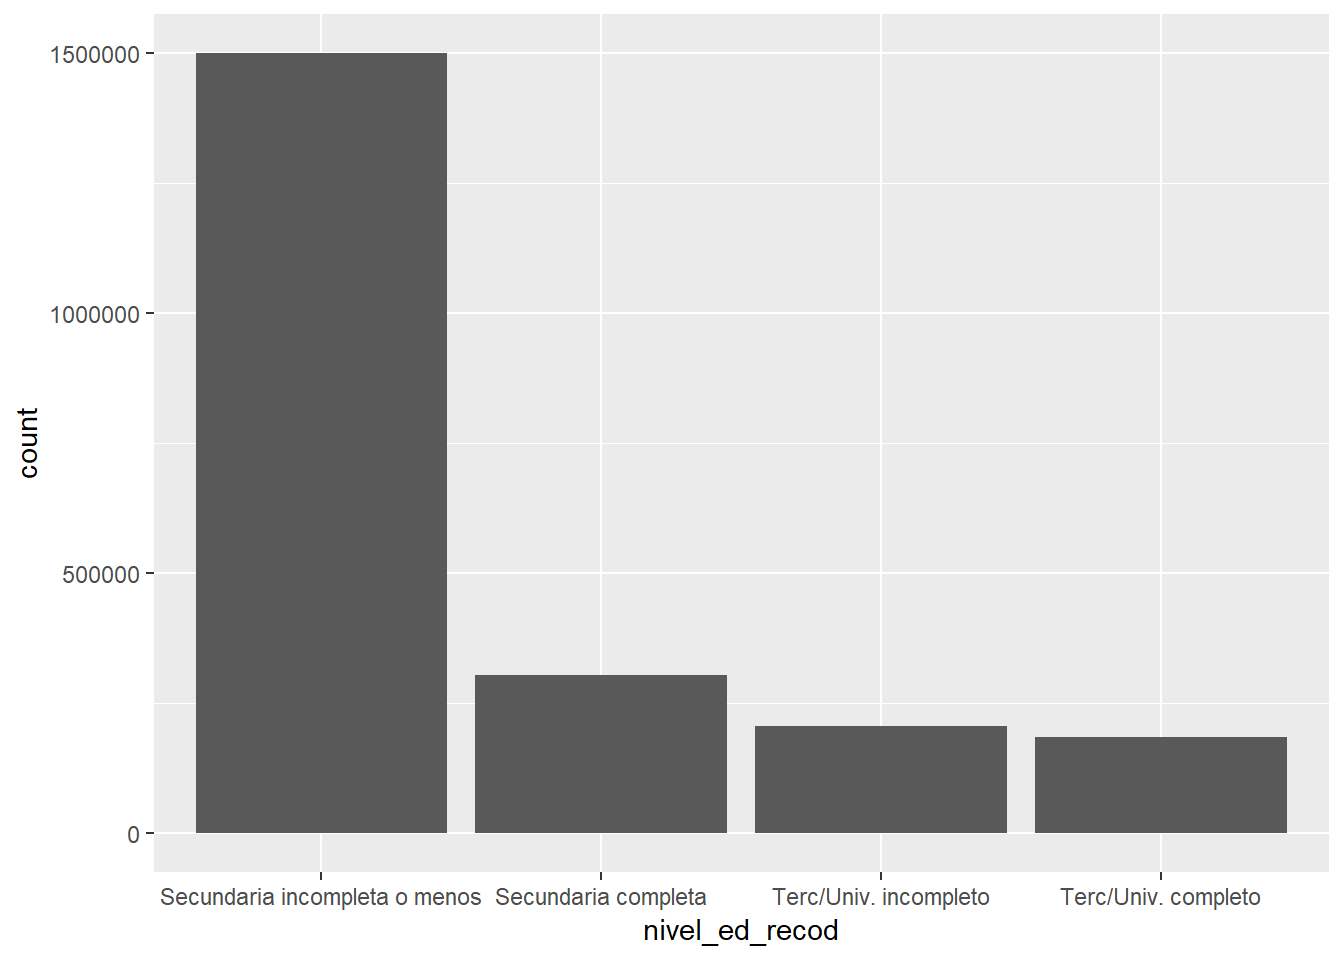 1500000
1000000
500000
0
count
Secundaria incompleta o menos Secundaria completa Terc/Univ. incompleto Terc/Univ. completo
nivel_ed_recod